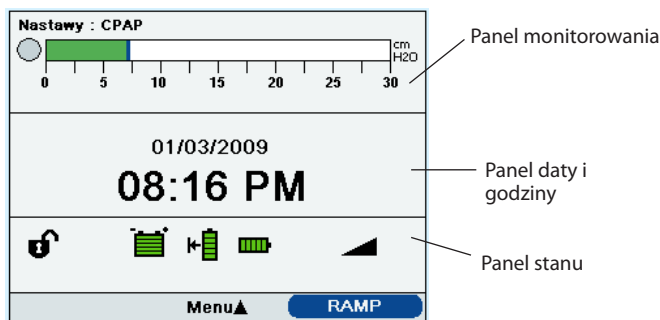 Nastawy : CPAP
cm
H2O
0 5 10 15 20 25 30
Panel monitorowania
01/03/2009
08:16 PM
Panel daty i
godziny
Panel stanu
Menu▲
RAMP